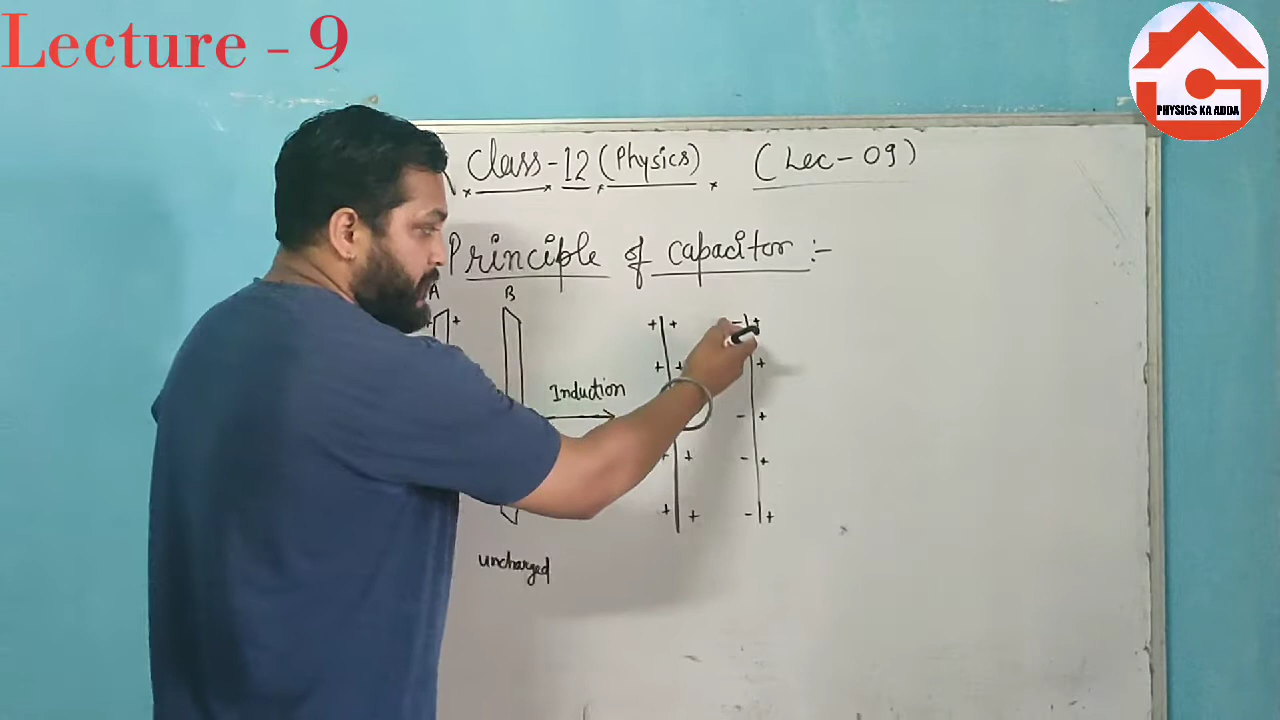 Lecture - 9
PHYSICS KA ADDA
Class-12 (Physics) (Lec-09)
Principle of capacitor :-
A B
Induction
uncharged